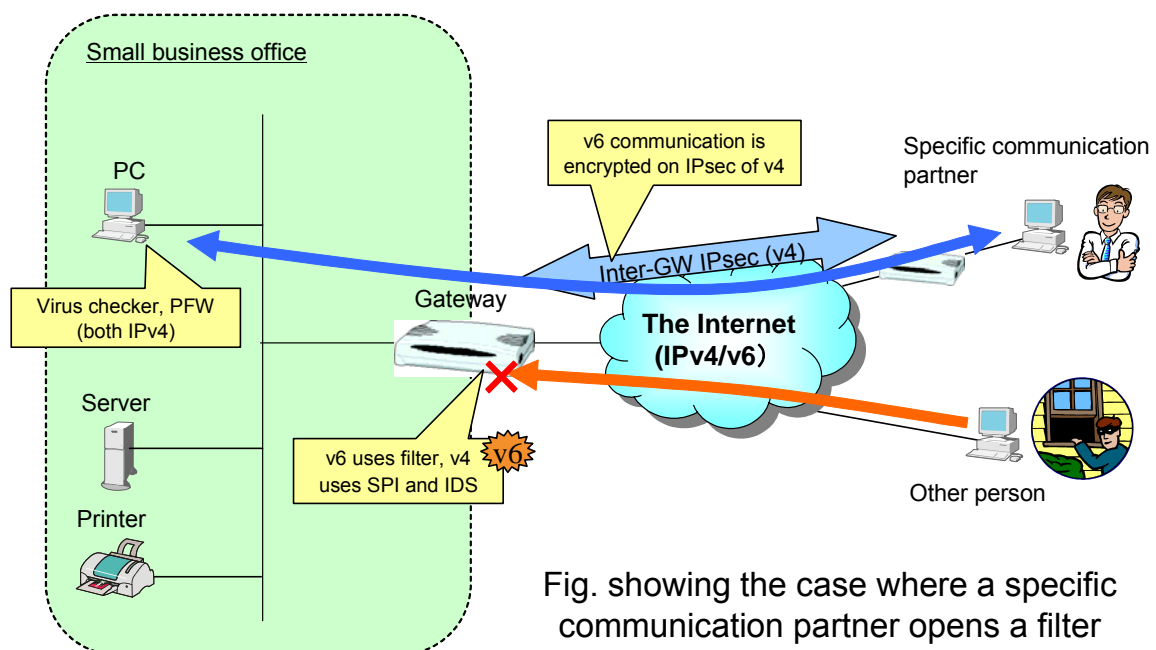 Small business office
v6 communication is
encrypted on IPsec of v4
Specific communication
partner
PC
Inter-GW IPsec (v4)
Virus checker, PFW
(both IPv4)
Gateway
The Internet
(IPv4/v6）
Server
v6 uses filter, v4
uses SPI and IDS
v6
Other person
Printer
Fig. showing the case where a specific
communication partner opens a filter